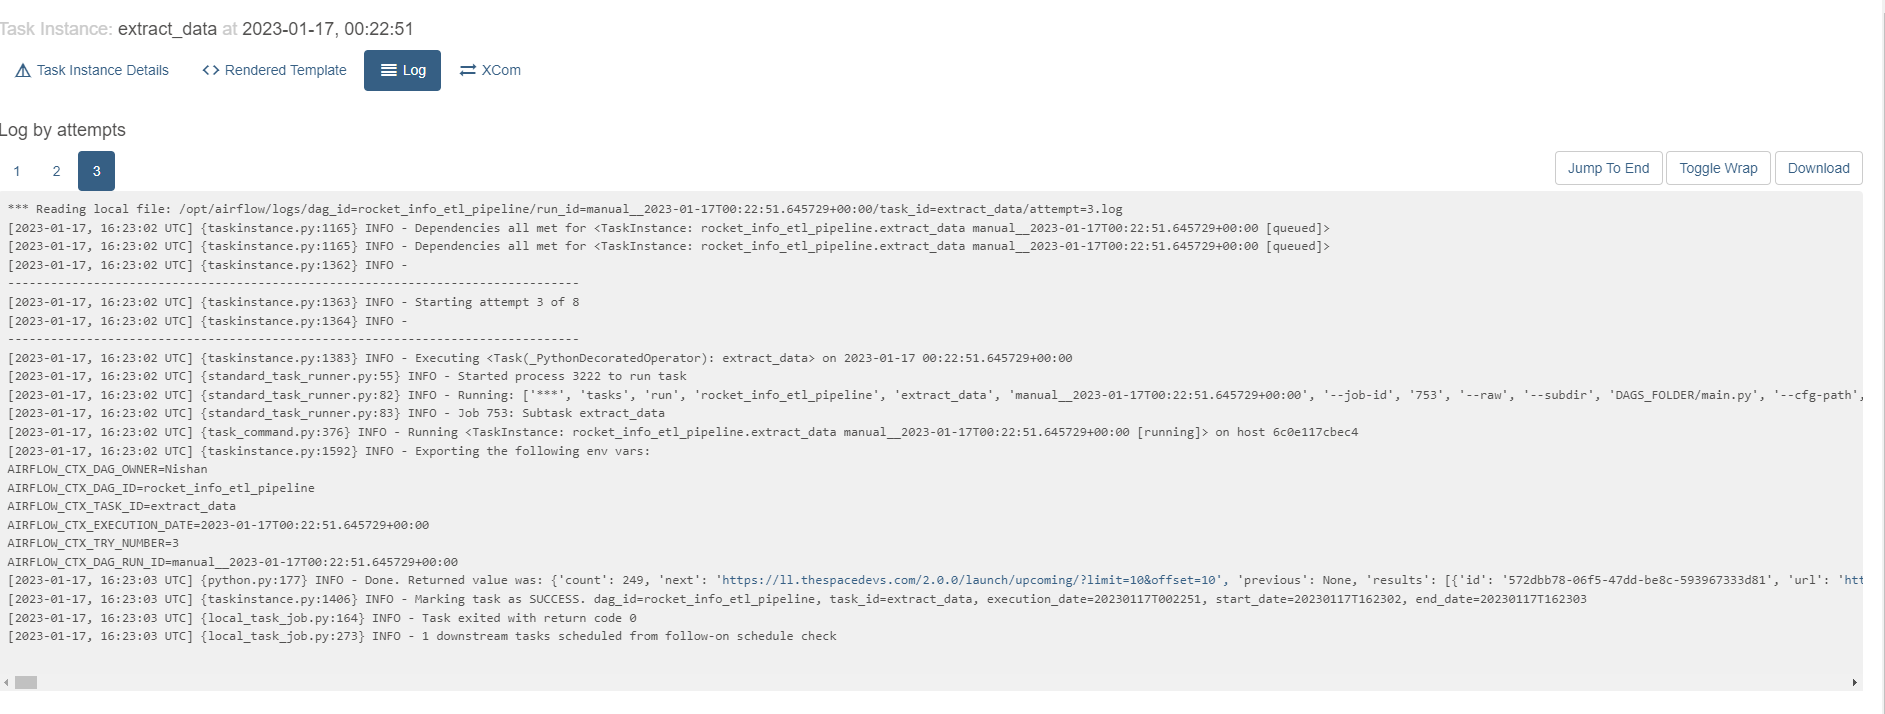 Task Instance: extract_data at 2023-01-17, 00:22:51
Task Instance Details Rendered Template Log XCom
Log by attempts
1 2 3
Jump To End Toggle Wrap Download
*** Reading local file: /opt/airflow/logs/dag_id=rocket_info_etl_pipeline/run_id=manual__2023-01-17T00:22:51.645729+00:00/task_id=extract_data/attempt=3.log
[2023-01-17, 16:23:02 UTC] {taskinstance.py:1165} INFO - Dependencies all met for <TaskInstance: rocket_info_etl_pipeline.extract_data manual__2023-01-17T00:22:51.645729+00:00 [queued]>
[2023-01-17, 16:23:02 UTC] {taskinstance.py:1165} INFO - Dependencies all met for <TaskInstance: rocket_info_etl_pipeline.extract_data manual__2023-01-17T00:22:51.645729+00:00 [queued]>
[2023-01-17, 16:23:02 UTC] {taskinstance.py:1362} INFO -
--------------------------------------------------------------------------------
[2023-01-17, 16:23:02 UTC] {taskinstance.py:1363} INFO - Starting attempt 3 of 8
[2023-01-17, 16:23:02 UTC] {taskinstance.py:1364} INFO -
--------------------------------------------------------------------------------
[2023-01-17, 16:23:02 UTC] {taskinstance.py:1383} INFO - Executing <Task(_PythonDecoratedOperator): extract_data> on 2023-01-17 00:22:51.645729+00:00
[2023-01-17, 16:23:02 UTC] {standard_task_runner.py:55} INFO - Started process 3222 to run task
[2023-01-17, 16:23:02 UTC] {standard_task_runner.py:82} INFO - Running: ['***', 'tasks', 'run', 'rocket_info_etl_pipeline', 'extract_data', 'manual__2023-01-17T00:22:51.645729+00:00', '--job-id', '753', '--raw', '--subdir', 'DAGS_FOLDER/main.py', '--cfg-path',
[2023-01-17, 16:23:02 UTC] {standard_task_runner.py:83} INFO - Job 753: Subtask extract_data
[2023-01-17, 16:23:02 UTC] {task_command.py:376} INFO - Running <TaskInstance: rocket_info_etl_pipeline.extract_data manual__2023-01-17T00:22:51.645729+00:00 [running]> on host 6c0e117cbec4
[2023-01-17, 16:23:02 UTC] {taskinstance.py:1592} INFO - Exporting the following env vars:
AIRFLOW_CTX_DAG_OWNER=Nishan
AIRFLOW_CTX_DAG_ID=rocket_info_etl_pipeline
AIRFLOW_CTX_TASK_ID=extract_data
AIRFLOW_CTX_EXECUTION_DATE=2023-01-17T00:22:51.645729+00:00
AIRFLOW_CTX_TRY_NUMBER=3
AIRFLOW_CTX_DAG_RUN_ID=manual__2023-01-17T00:22:51.645729+00:00
[2023-01-17, 16:23:03 UTC] {python.py:177} INFO - Done. Returned value was: {'count': 249, 'next': 'https://ll.thespacedevs.com/2.0.0/launch/upcoming/?limit=10&offset=10', 'previous': None, 'results': [{'id': '572dbb78-06f5-47dd-be8c-593967333d81', 'url': 'htt
[2023-01-17, 16:23:03 UTC] {taskinstance.py:1406} INFO - Marking task as SUCCESS. dag_id=rocket_info_etl_pipeline, task_id=extract_data, execution_date=20230117T002251, start_date=20230117T162302, end_date=20230117T162303
[2023-01-17, 16:23:03 UTC] {local_task_job.py:164} INFO - Task exited with return code 0
[2023-01-17, 16:23:03 UTC] {local_task_job.py:273} INFO - 1 downstream tasks scheduled from follow-on schedule check